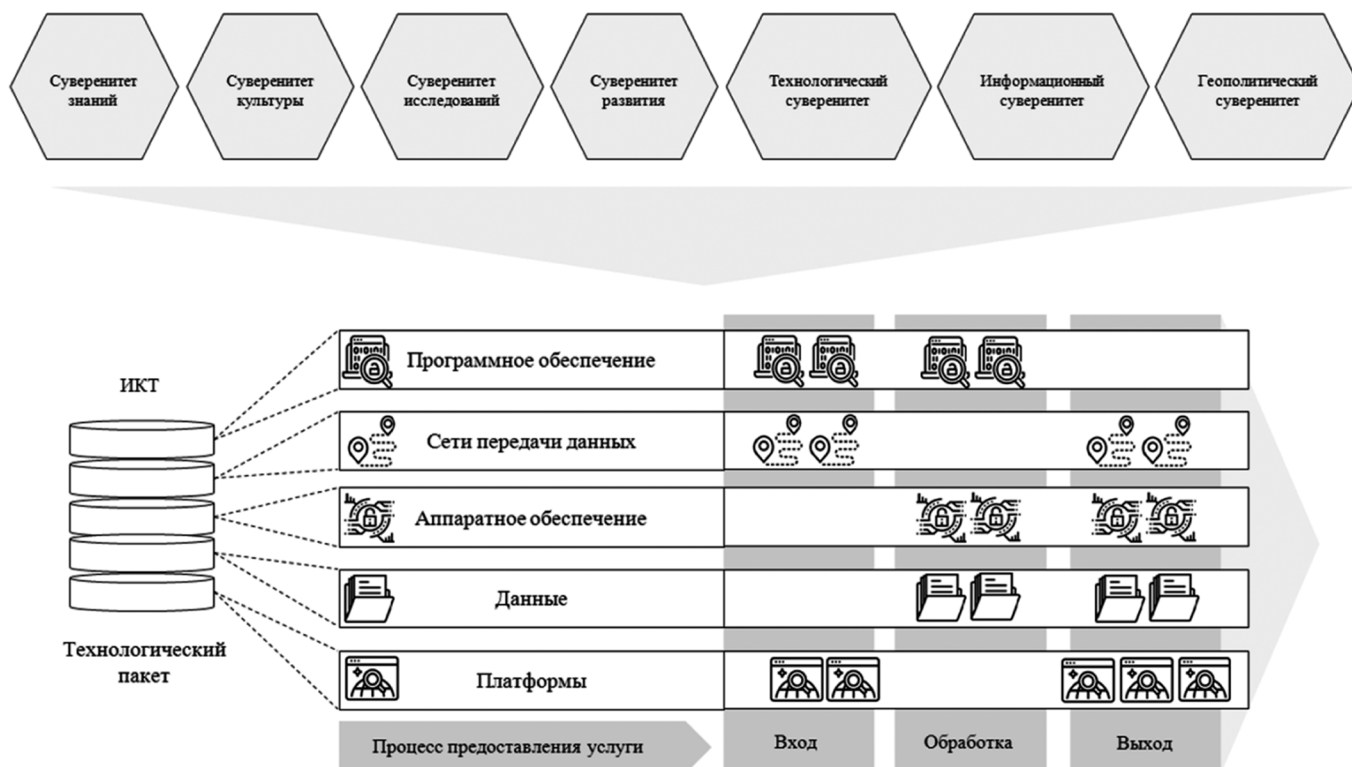 Суверенитет
знаний
Суверенитет
культуры
Суверенитет
исследований
Суверенитет
развития
Технологический
суверенитет
Информационный
суверенитет
Геополитический
суверенитет
ИКТ
Технологический
пакет
Программное обеспечение
Сети передачи данных
Аппаратное обеспечение
Данные
Платформы
Процесс предоставления услуги
Вход
Обработка
Выход